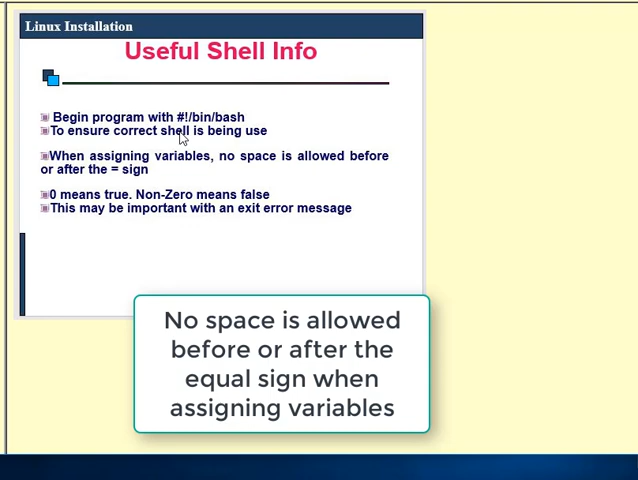 Linux Installation
Useful Shell Info
Begin program with #!/bin/bash
To ensure correct shell is being use
When assigning variables, no space is allowed before
or after the = sign
0 means true. Non-Zero means false
This may be important with an exit error message
No space is allowed
before or after the
equal sign when
assigning variables